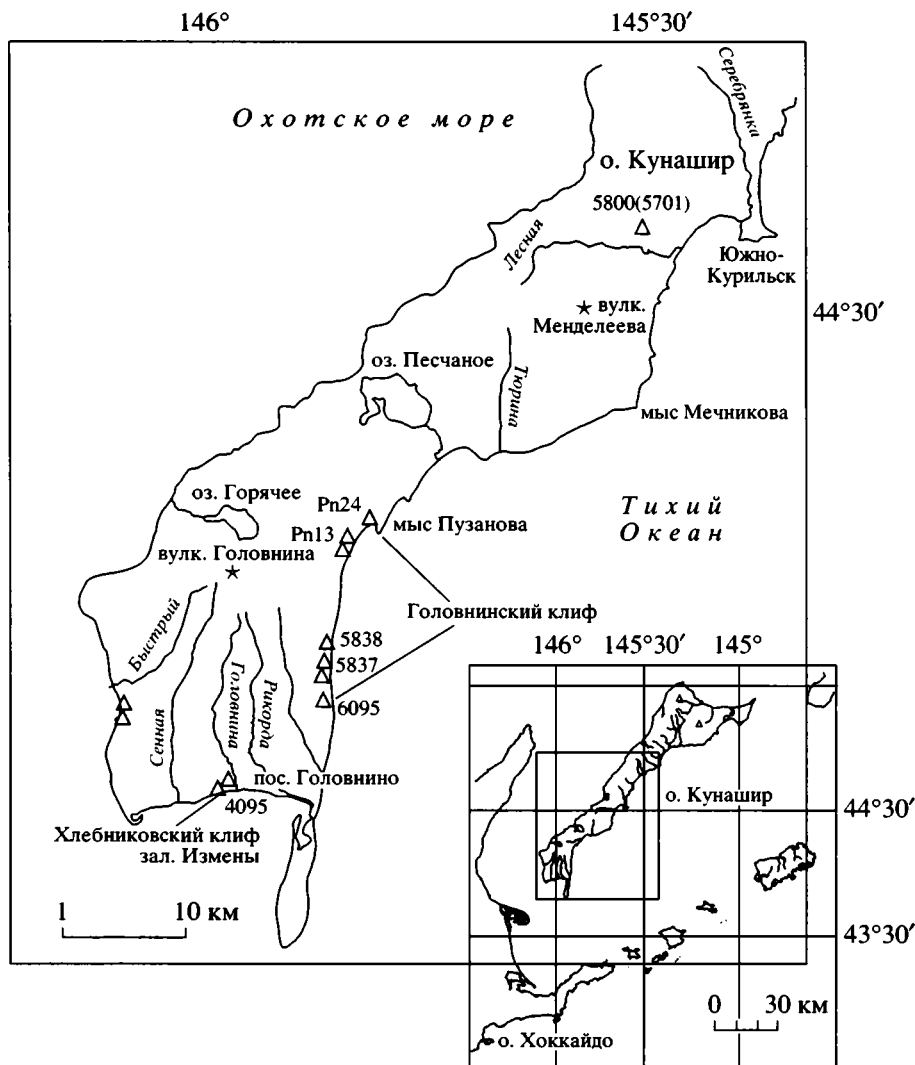 146°
145°30′
Охотское море
Серебрянка
о. Кунашир
5800(5701)
Лесная
Южно-
Курильск
вулк.
Менделеева
44°30′
оз. Песчаное
Тюрина
мыс Мечникова
оз. Горячее
Pn24
Тихий
Океан
Pn13
мыс Пузанова
вулк. Головнина
Головнинский клиф
Быстрый
5838
5837
6095
Сенная
Головнина
Рикорда
пос. Головнино
4095
Хлебниковский клиф
зал. Измены
1 10 км
146° 145°30′ 145°
о. Кунашир
44°30′
43°30′
0 30 км
о. Хоккайдо